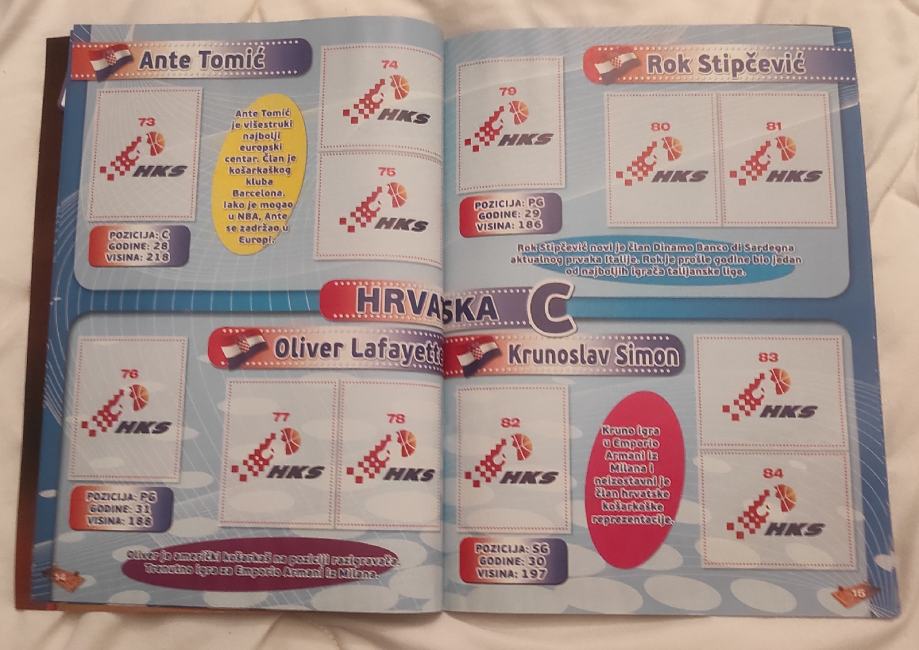 Ante Tomić
73
HKS
Ante Tomić
je višestruki
najbolji
europski
centar. Član je
košarkaškog
kluba
Barcelona.
Iako je mogao
u NBA, Ante
se zadržao u
Europi.
74
HKS
75
HKS
POZICIJA: C
GODINE: 28
VISINA: 218
Rok Stipčević
79
HKS
80
HKS
81
HKS
POZICIJA: PG
GODINE: 29
VISINA: 186
Rok Stipčević novi je član Dinamo Banco di Sardegna
aktualnog prvaka Italije. Rok je prošle godine bio jedan
od najboljih igrača talijanske lige.
HRVATSKA C
Oliver Lafayette
76
HKS
77
HKS
78
HKS
POZICIJA: PG
GODINE: 31
VISINA: 188
Oliver je američki košarkaš na poziciji razigravača.
Trenutno igra za Emporio Armani iz Milana.
14
Krunoslav Simon
82
HKS
Kruno igra
u Emporio
Armani iz
Milana i
neizostavni je
član hrvatske
košarkaške
reprezentacije.
83
HKS
84
HKS
POZICIJA: SG
GODINE: 30
VISINA: 197
15